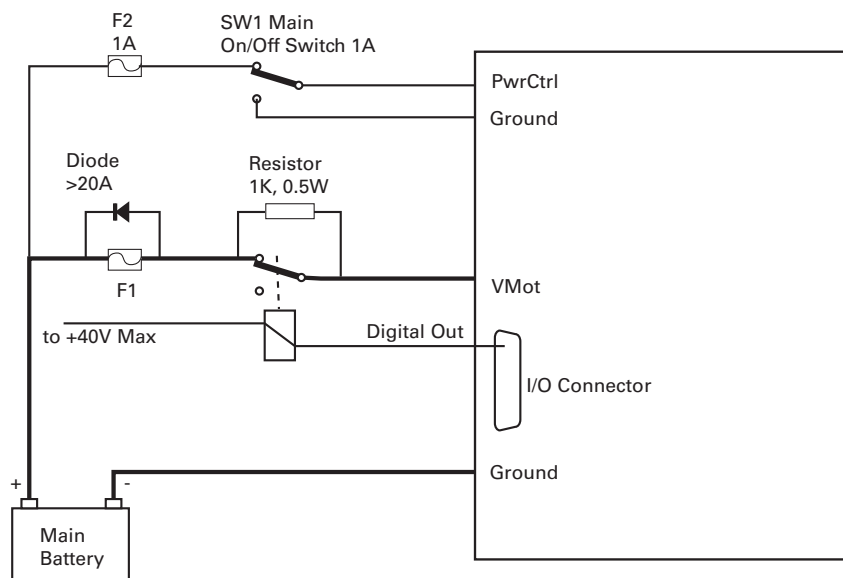 F2
1A
SW1 Main
On/Off Switch 1A
PwrCtrl
Ground
Diode
>20A
Resistor
1K, 0.5W
F1
VMot
to +40V Max
Digital Out
I/O Connector
Ground
+
-
Main
Battery